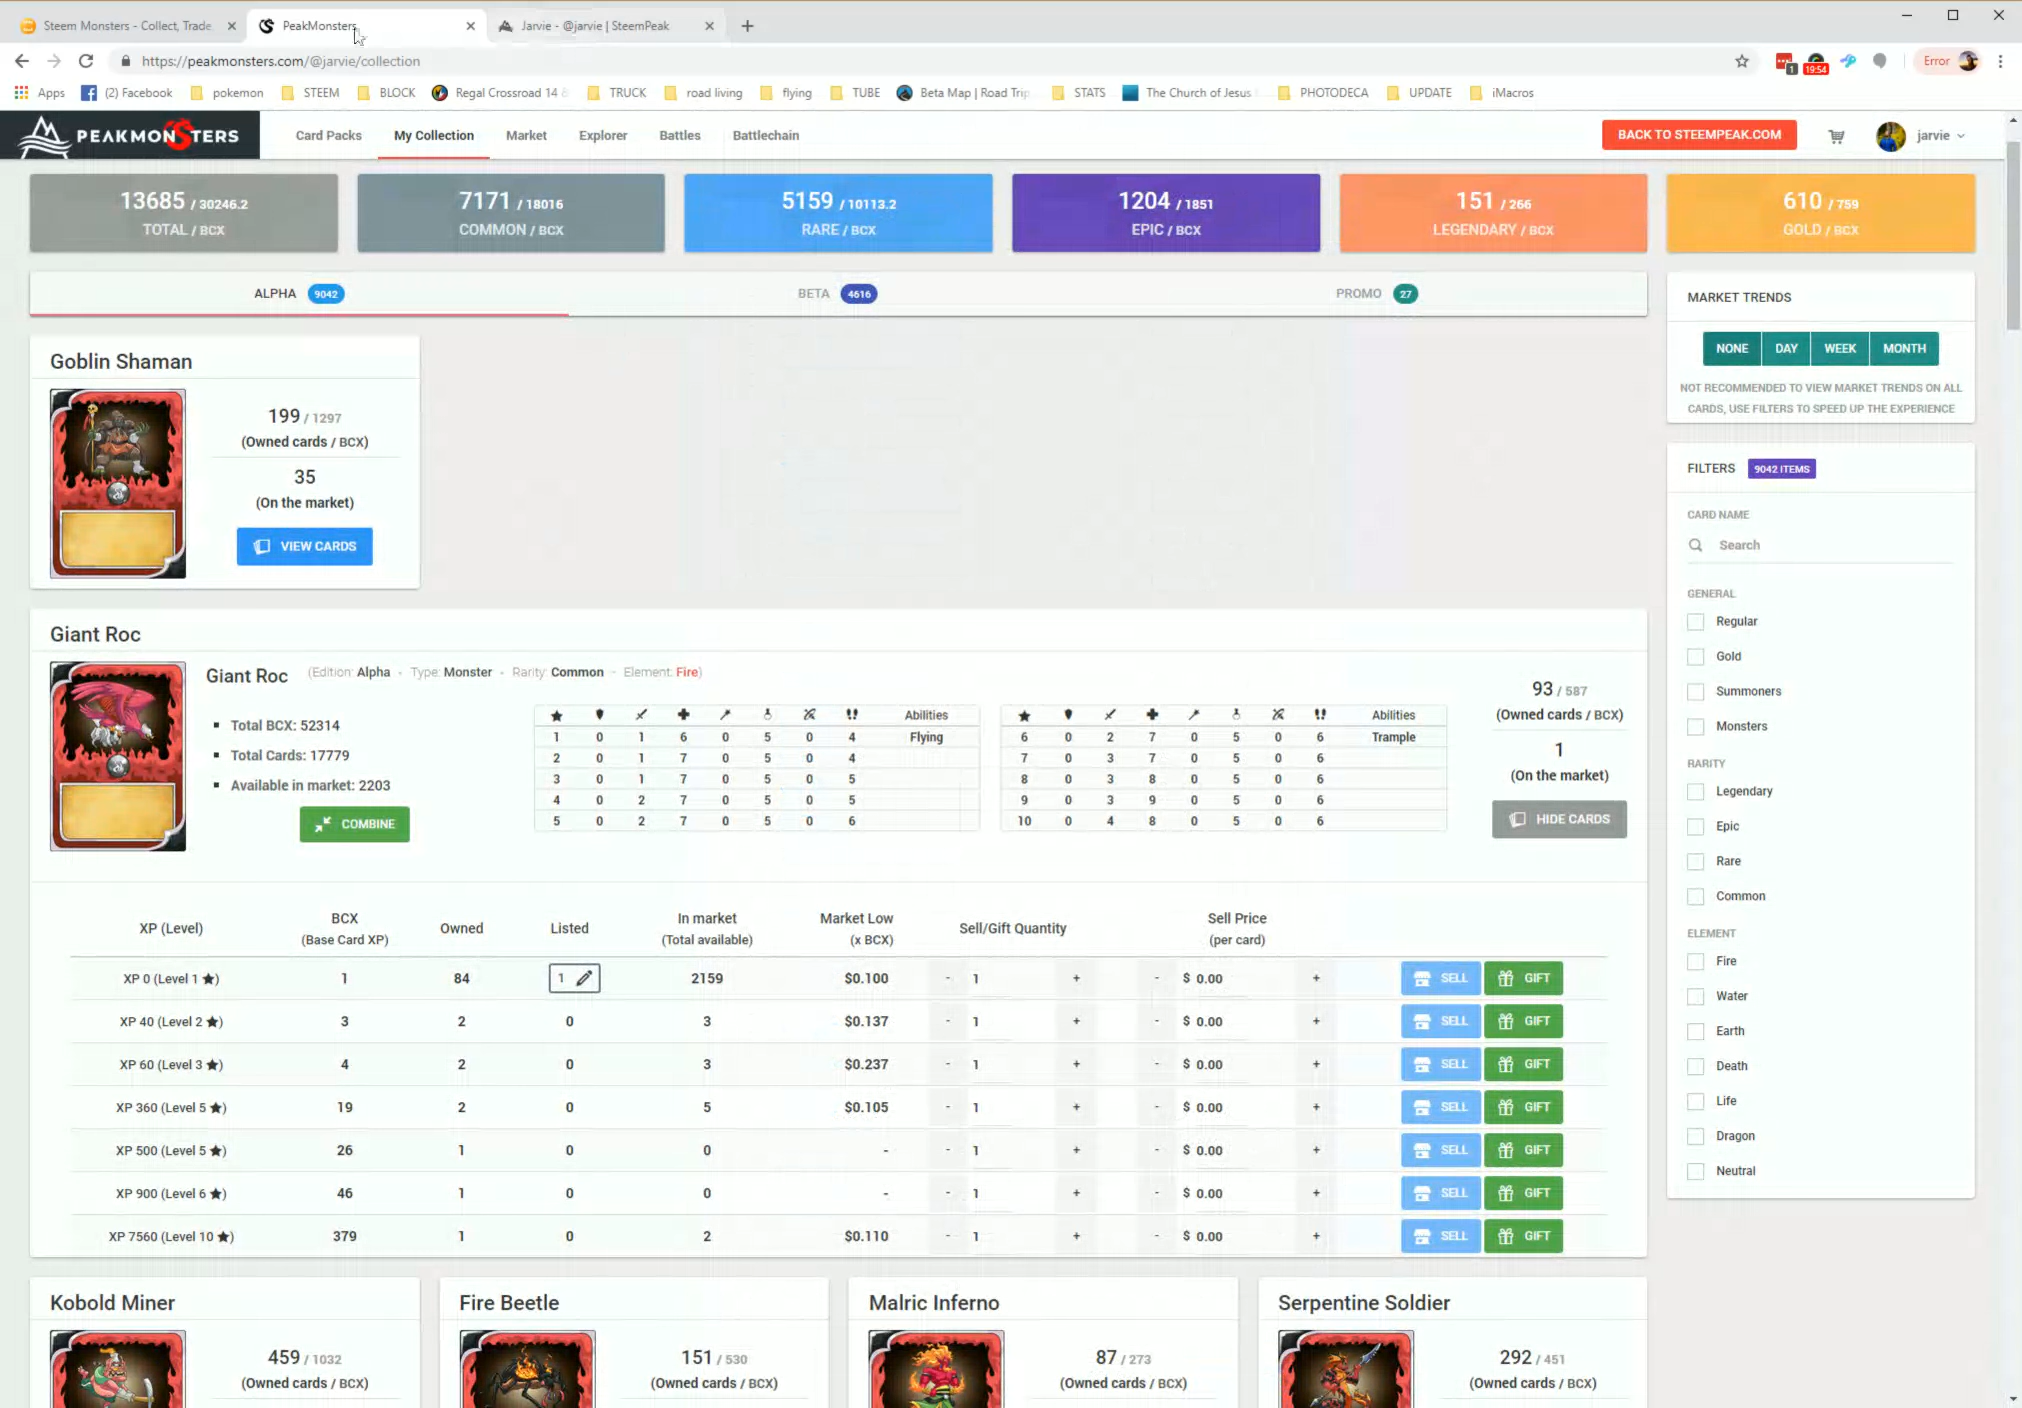 Steem Monsters - Collect, Trade
PeakMonsters
Jarvie - @jarvie | SteemPeak
https://peakmonsters.com/@jarvie/collection
1
19:54
Error
Apps
(2) Facebook
pokemon
STEEM
BLOCK
Regal Crossroad 14 &
TRUCK
road living
flying
TUBE
Beta Map | Road Trip
STATS
The Church of Jesus
PHOTODECA
UPDATE
iMacros
PEAKMONSTERS
Card Packs
My Collection
Market
Explorer
Battles
Battlechain
BACK TO STEEMPEAK.COM
jarvie
13685 / 30246.2
TOTAL / BCX
7171 / 18016
COMMON / BCX
5159 / 10113.2
RARE / BCX
1204 / 1851
EPIC / BCX
151 / 266
LEGENDARY / BCX
610 / 759
GOLD / BCX
ALPHA 9042
BETA 4616
PROMO 27
MARKET TRENDS
NONE DAY WEEK MONTH
NOT RECOMMENDED TO VIEW MARKET TRENDS ON ALL
CARDS, USE FILTERS TO SPEED UP THE EXPERIENCE
Goblin Shaman
199 / 1297
(Owned cards / BCX)
35
(On the market)
VIEW CARDS
FILTERS 9042 ITEMS
CARD NAME
Search
GENERAL
Regular
Gold
Summoners
Monsters
RARITY
Legendary
Epic
Rare
Common
ELEMENT
Fire
Water
Earth
Death
Life
Dragon
Neutral
Giant Roc
Giant Roc (Edition: Alpha - Type: Monster - Rarity: Common - Element: Fire)
Total BCX: 52314
Total Cards: 17779
Available in market: 2203
COMBINE
Abilities
1 0 1 6 0 5 0 4 Flying
2 0 1 7 0 5 0 4
3 0 1 7 0 5 0 5
4 0 2 7 0 5 0 5
5 0 2 7 0 5 0 6
Abilities
6 0 2 7 0 5 0 6 Trample
7 0 3 7 0 5 0 6
8 0 3 8 0 5 0 6
9 0 3 9 0 5 0 6
10 0 4 8 0 5 0 6
93 / 587
(Owned cards / BCX)
1
(On the market)
HIDE CARDS
XP (Level) BCX Owned Listed In market Market Low Sell/Gift Quantity Sell Price
(Base Card XP) (Total available) (x BCX) (per card)
XP 0 (Level 1 ★) 1 84 1 2159 $0.100 - 1 + - $ 0.00 + SELL GIFT
XP 40 (Level 2 ★) 3 2 0 3 $0.137 - 1 + - $ 0.00 + SELL GIFT
XP 60 (Level 3 ★) 4 2 0 3 $0.237 - 1 + - $ 0.00 + SELL GIFT
XP 360 (Level 5 ★) 19 2 0 5 $0.105 - 1 + - $ 0.00 + SELL GIFT
XP 500 (Level 5 ★) 26 1 0 0 - - 1 + - $ 0.00 + SELL GIFT
XP 900 (Level 6 ★) 46 1 0 0 - - 1 + - $ 0.00 + SELL GIFT
XP 7560 (Level 10 ★) 379 1 0 2 $0.110 - 1 + - $ 0.00 + SELL GIFT
Kobold Miner
459 / 1032
(Owned cards / BCX)
Fire Beetle
151 / 530
(Owned cards / BCX)
Malric Inferno
87 / 273
(Owned cards / BCX)
Serpentine Soldier
292 / 451
(Owned cards / BCX)